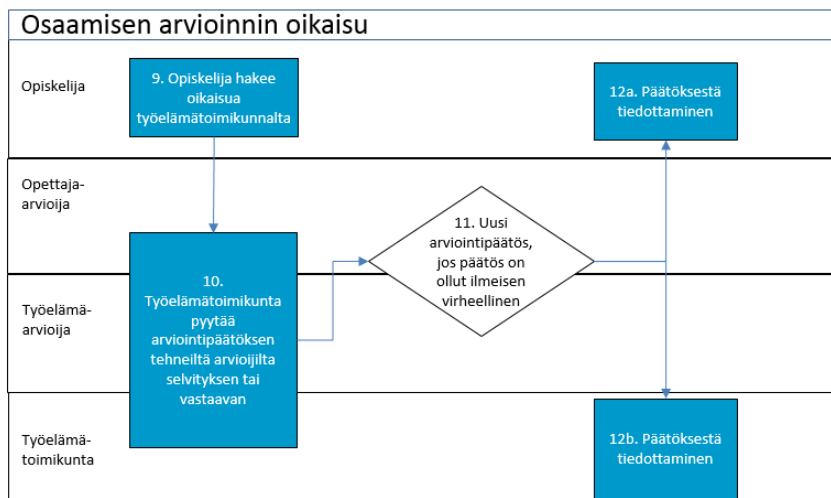 Osaamisen arvioinnin oikaisu
Opiskelija
9. Opiskelija hakee
oikaisua
työelämätoimikunnalta
12a. Päätöksestä
tiedottaminen
Opettaja-
arvioija
11. Uusi
arviointipäätös,
jos päätös on
ollut ilmeisen
virheellinen
10.
Työelämätoimikunta
pyytää
arviointipäätöksen
tehneiltä arvioijilta
selvityksen tai
vastaavan
Työelämä-
arvioija
Työelämä-
toimikunta
12b. Päätöksestä
tiedottaminen